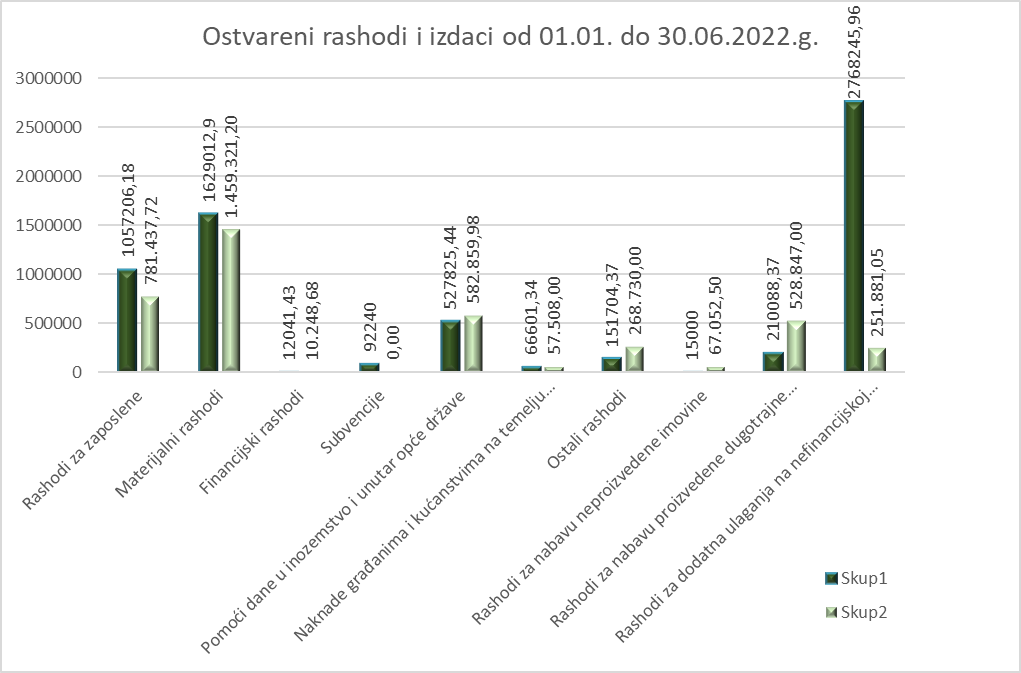 Ostvareni rashodi i izdaci od 01.01. do 30.06.2022.g.
3000000
2500000
2000000
1500000
1000000
500000
0
1057206,18
781.437,72
1629012,9
1.459.321,20
12041,43
10.248,68
92240
0,00
527825,44
582.859,98
66601,34
57.508,00
151704,37
268.730,00
15000
67.052,50
210088,37
528.847,00
2768245,96
251.881,05
Rashodi za zaposlene
Materijalni rashodi
Financijski rashodi
Subvencije
Pomoći dane u inozemstvo i unutar opće države
Naknade građanima i kućanstvima na temelju...
Ostali rashodi
Rashodi za nabavu neproizvedene imovine
Rashodi za nabavu proizvedene dugotrajne...
Rashodi za dodatna ulaganja na nefinancijskoj...
Skup1
Skup2